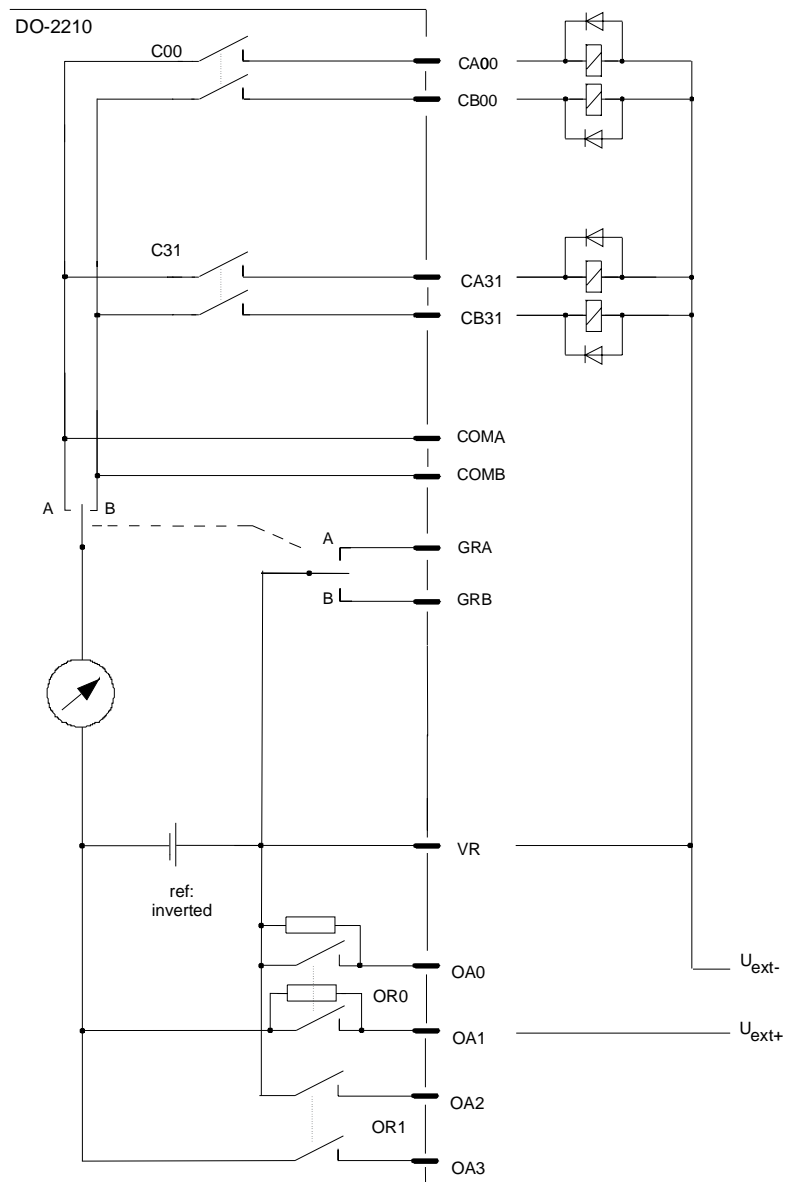 DO-2210
C00
CA00
CB00
C31
CA31
CB31
COMA
COMB
A B
A
GRA
B
GRB
VR
ref:
inverted
OA0
Uext-
OR0
OA1
Uext+
OA2
OR1
OA3